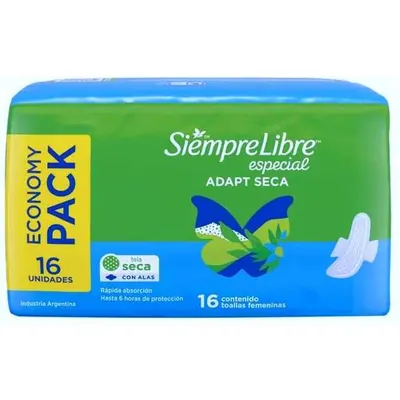 ECONOMY
PACK
16
UNIDADES
Industria Argentina
SiempreLibre™
especial
ADAPT SECA
tela
seca
CON ALAS
Rápida absorción
Hasta 6 horas de protección
16 contenido
toallas femeninas